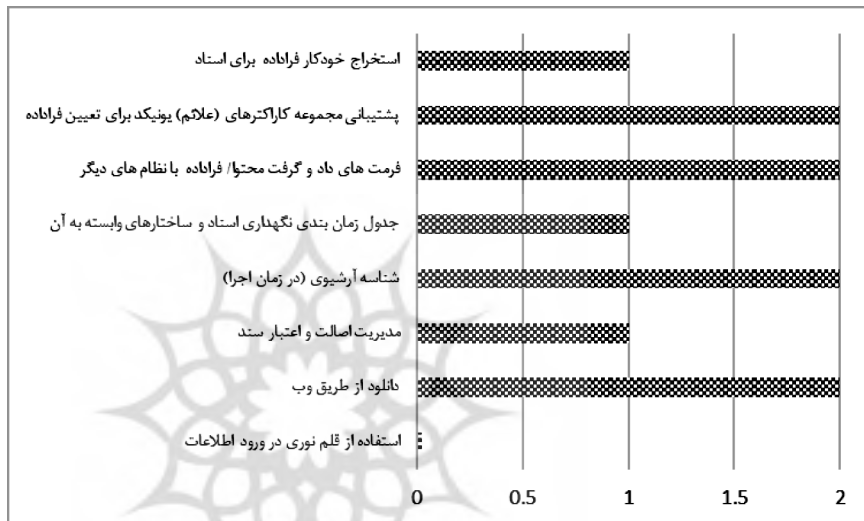 استخراج خودکار فراداده برای اسناد
پشتیبانی مجموعه کاراکترهای (علائم) یونیکد برای تعیین فراداده
فرمت های داد و گرفت محتوا/ فراداده با نظام های دیگر
جدول زمان بندی نگهداری اسناد و ساختارهای وابسته به آن
شناسه آرشیوی (در زمان اجرا)
مدیریت اصالت و اعتبار سند
دانلود از طریق وب
استفاده از قلم نوری در ورود اطلاعات
0 0.5 1 1.5 2